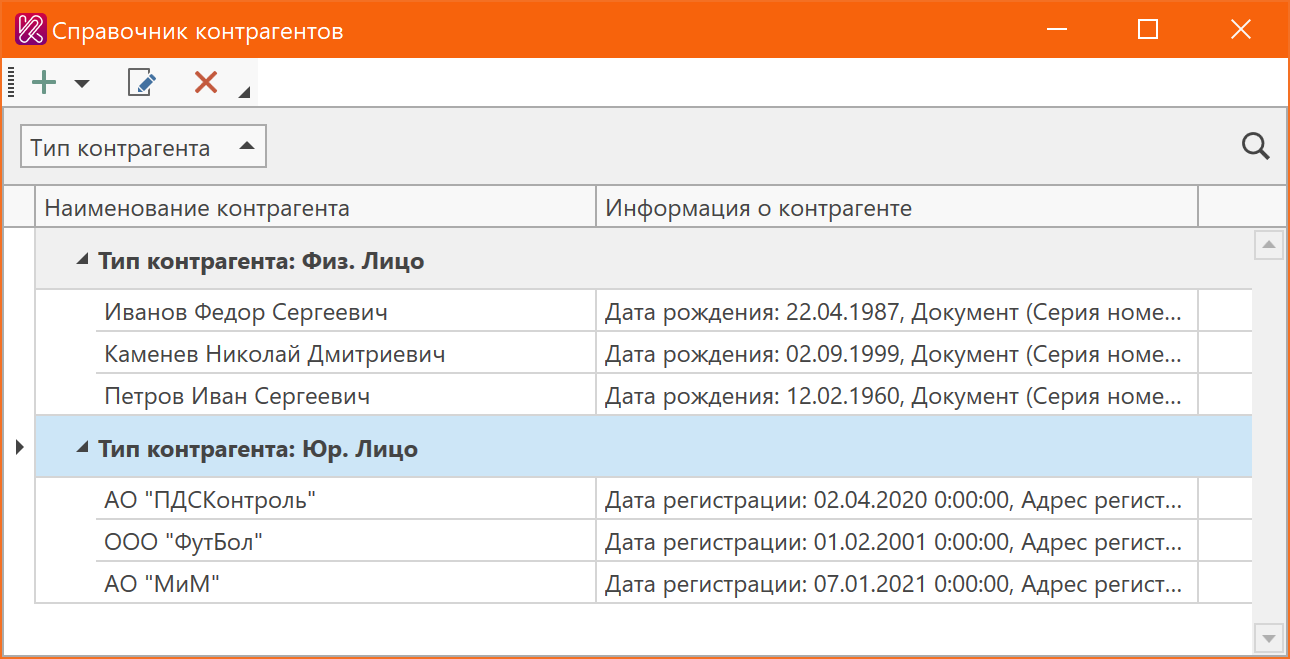 Справочник контрагентов
Тип контрагента
Наименование контрагента Информация о контрагенте
Тип контрагента: Физ. Лицо
Иванов Федор Сергеевич Дата рождения: 22.04.1987, Документ (Серия номе...
Каменев Николай Дмитриевич Дата рождения: 02.09.1999, Документ (Серия номе...
Петров Иван Сергеевич Дата рождения: 12.02.1960, Документ (Серия номе...
Тип контрагента: Юр. Лицо
АО "ПДСКонтроль" Дата регистрации: 02.04.2020 0:00:00, Адрес регист...
ООО "ФутБол" Дата регистрации: 01.02.2001 0:00:00, Адрес регист...
АО "МиМ" Дата регистрации: 07.01.2021 0:00:00, Адрес регист...